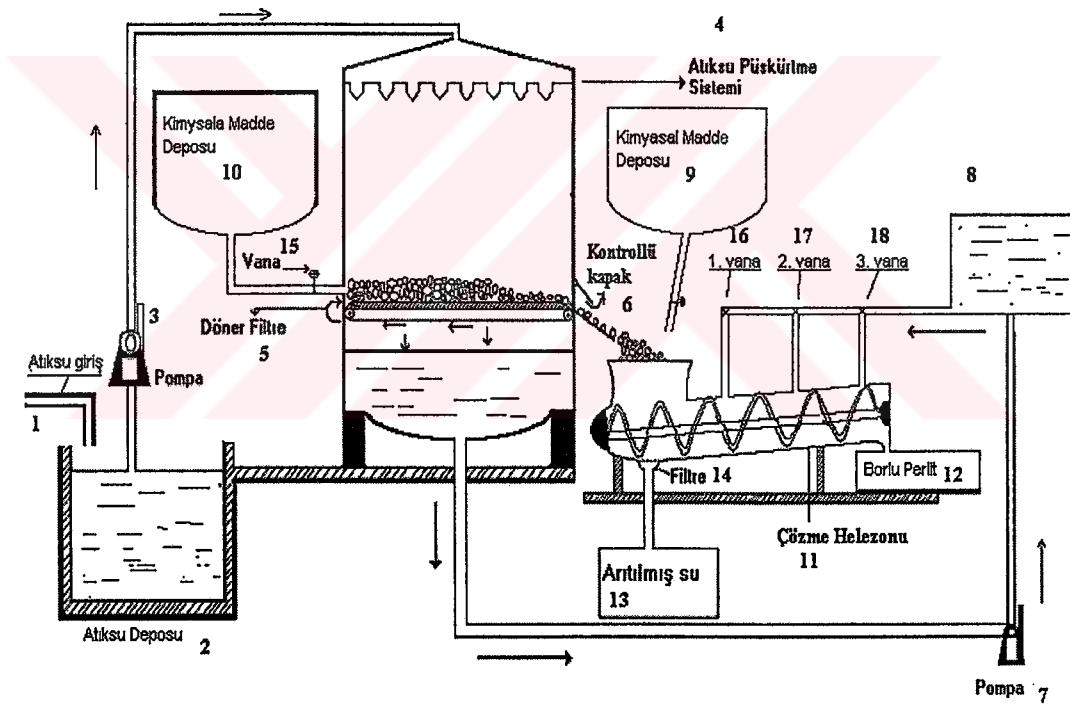 4
Atıksu Püskürtme
Sistemi
Kimysala Madde
Deposu
10
Kimyasal Madde
Deposu
9
8
15
Vana
Kontrollü
kapak
6
16
1. vana
17
2. vana
18
3. vana
3
Döner Filtre
5
Atıksu giriş
Pompa
1
Filtre 14
Borlu Perlit 12
Çözme Helezonu
11
Arıtılmış su
13
Atıksu Deposu 2
Pompa 7